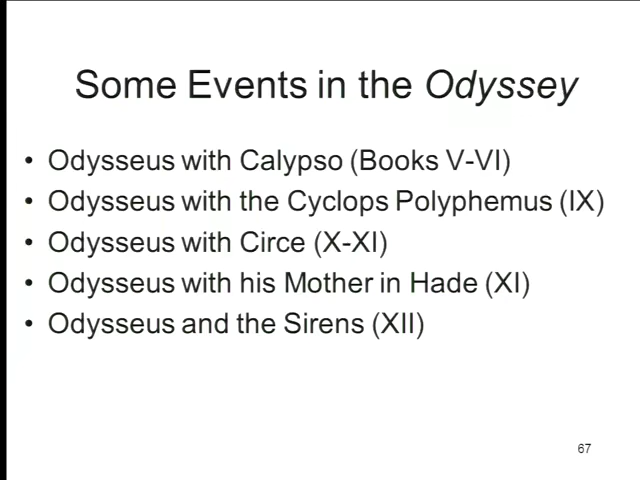 Some Events in the Odyssey
• Odysseus with Calypso (Books V-VI)
• Odysseus with the Cyclops Polyphemus (IX)
• Odysseus with Circe (X-XI)
• Odysseus with his Mother in Hade (XI)
• Odysseus and the Sirens (XII)
67